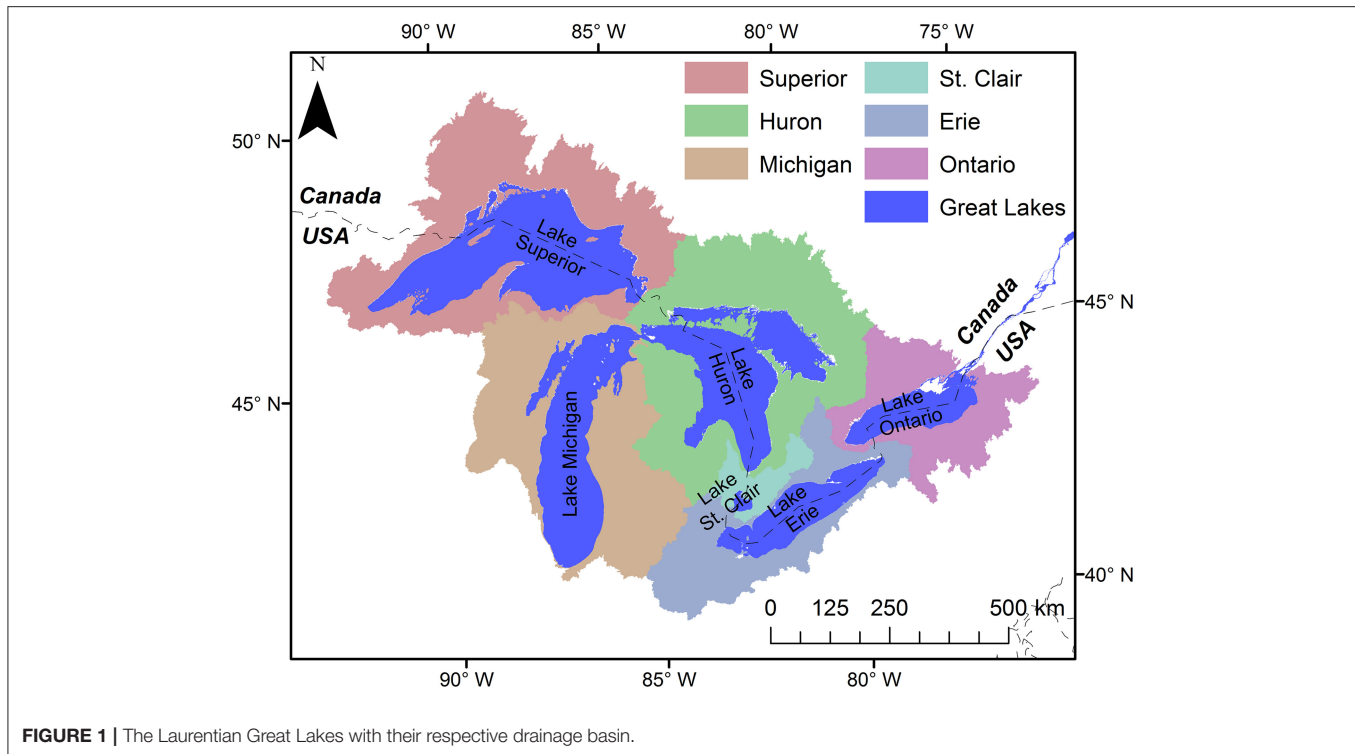 90° W
85° W
80° W
75° W
N
Superior
Huron
Michigan
St. Clair
Erie
Ontario
Great Lakes
50° N
45° N
Canada
USA
Lake
Superior
Lake
Huron
Lake Michigan
Lake
St. Clair
Lake
Erie
Lake
Ontario
Canada
USA
45° N
40° N
0 125 250 500 km
90° W
85° W
80° W
FIGURE 1 | The Laurentian Great Lakes with their respective drainage basin.